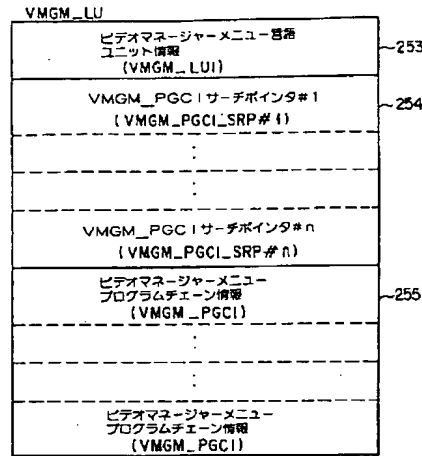 VMGM_LU
ビデオマネージャーメニュー言語
ユニット情報
(VMGM_LUI)
253
VMGM_PGCIサーチポインタ#1
(VMGM_PGCI_SRP#1)
254
VMGM_PGCIサーチポインタ#n
(VMGM_PGCI_SRP#n)
ビデオマネージャーメニュー
プログラムチェーン情報
(VMGM_PGCI)
255
ビデオマネージャーメニュー
プログラムチェーン情報
(VMGM_PGCI)